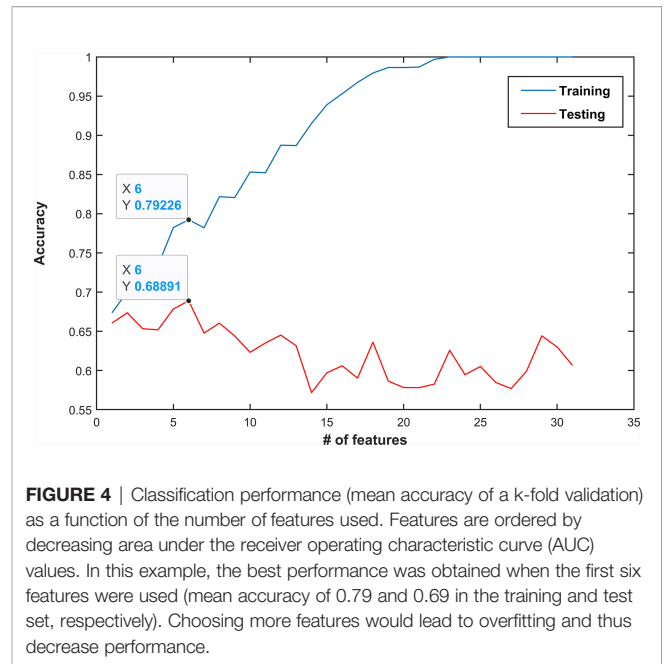 1
0.95
0.9
0.85
0.8
0.75
0.7
0.65
0.6
0.55
Accuracy
Training
Testing
X 6
Y 0.79226
X 6
Y 0.68891
0 5 10 15 20 25 30 35
# of features
FIGURE 4 | Classification performance (mean accuracy of a k-fold validation)
as a function of the number of features used. Features are ordered by
decreasing area under the receiver operating characteristic curve (AUC)
values. In this example, the best performance was obtained when the first six
features were used (mean accuracy of 0.79 and 0.69 in the training and test
set, respectively). Choosing more features would lead to overfitting and thus
decrease performance.